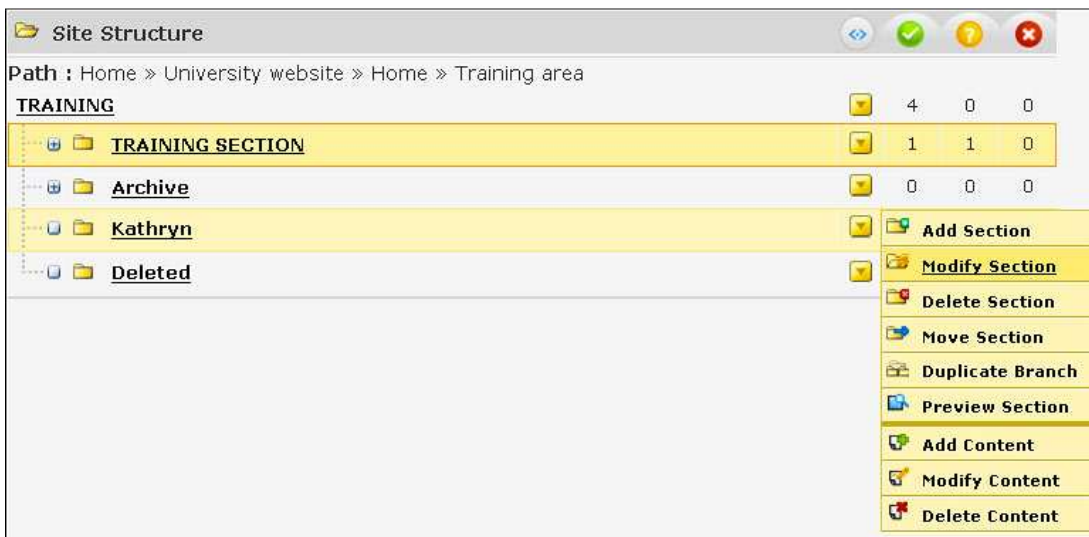 Site Structure
Path : Home » University website » Home » Training area
TRAINING 4 0 0
TRAINING SECTION 1 1 0
Archive 0 0 0
Kathryn
Deleted
Add Section
Modify Section
Delete Section
Move Section
Duplicate Branch
Preview Section
Add Content
Modify Content
Delete Content